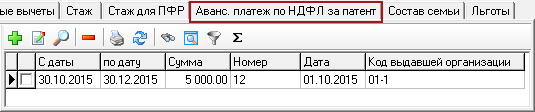 ые вычеты Стаж Стаж для ПФР Аванс. платеж по НДФЛ за патент Состав семьи Льготы
Σ
С даты по дату Сумма Номер Дата Код выдавшей организации
30.10.2015 30.12.2015 5 000.00 12 01.10.2015 01-1